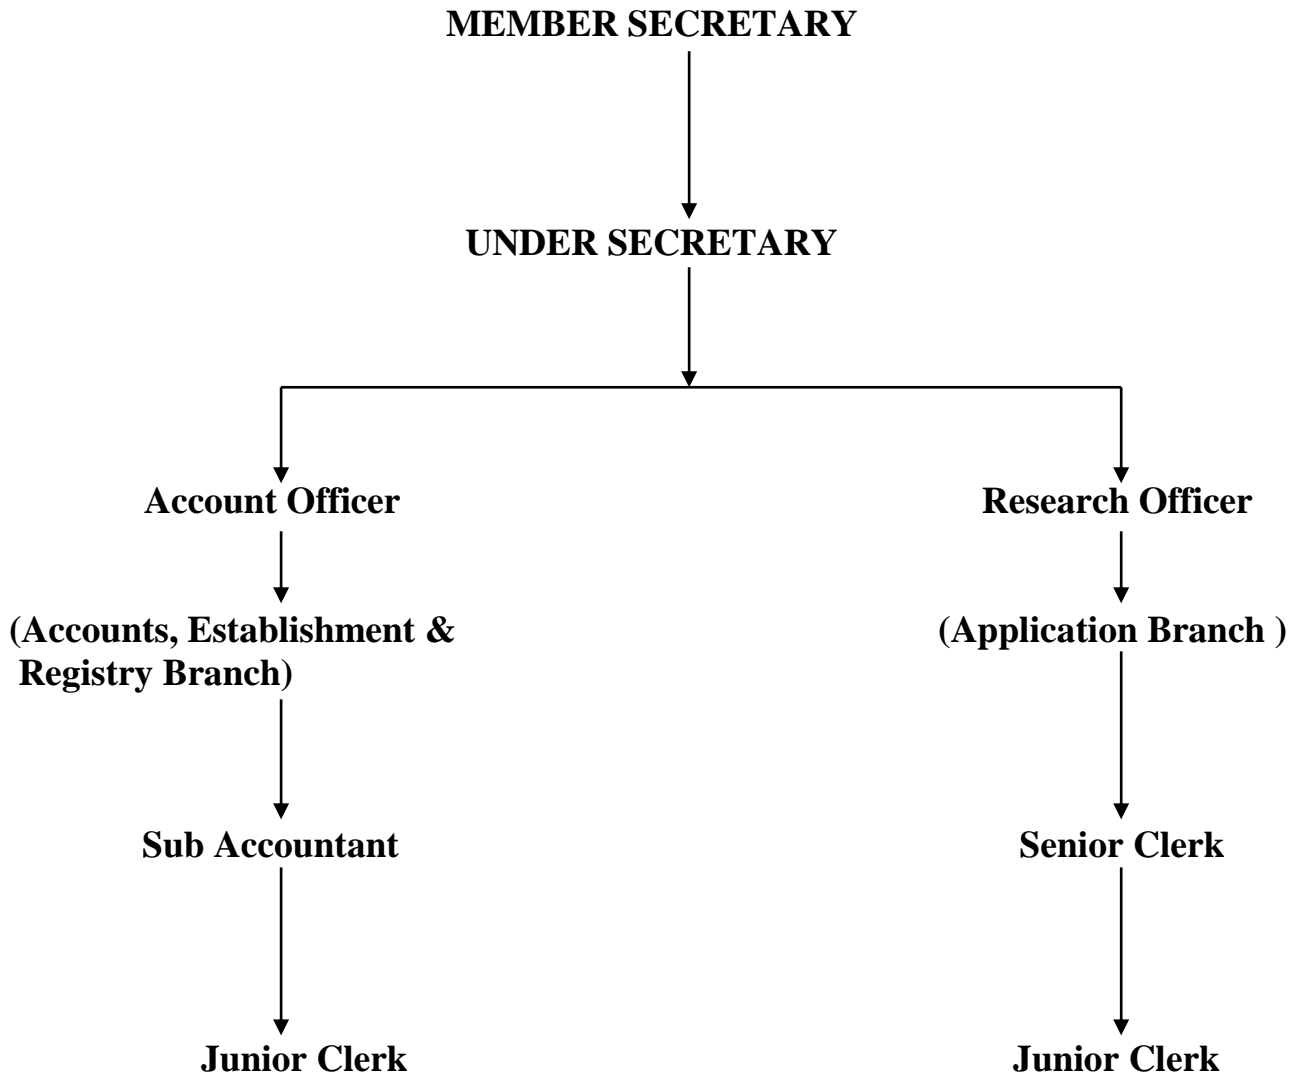 MEMBER SECRETARY
UNDER SECRETARY
Account Officer
Research Officer
(Accounts, Establishment &
Registry Branch)
(Application Branch )
Sub Accountant
Senior Clerk
Junior Clerk
Junior Clerk